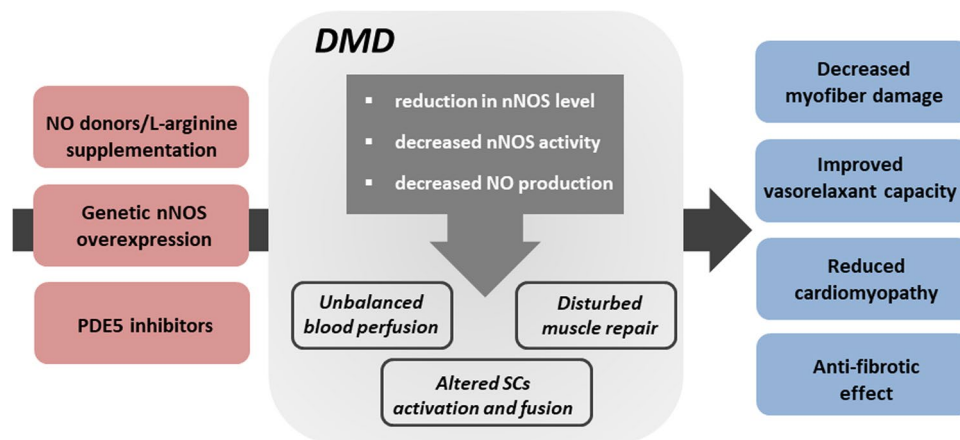 DMD
▪ reduction in nNOS level
▪ decreased nNOS activity
▪ decreased NO production
Unbalanced
blood perfusion
Disturbed
muscle repair
Altered SCs
activation and fusion
NO donors/L-arginine
supplementation
Genetic nNOS
overexpression
PDE5 inhibitors
Decreased
myofiber damage
Improved
vasorelaxant capacity
Reduced
cardiomyopathy
Anti-fibrotic
effect